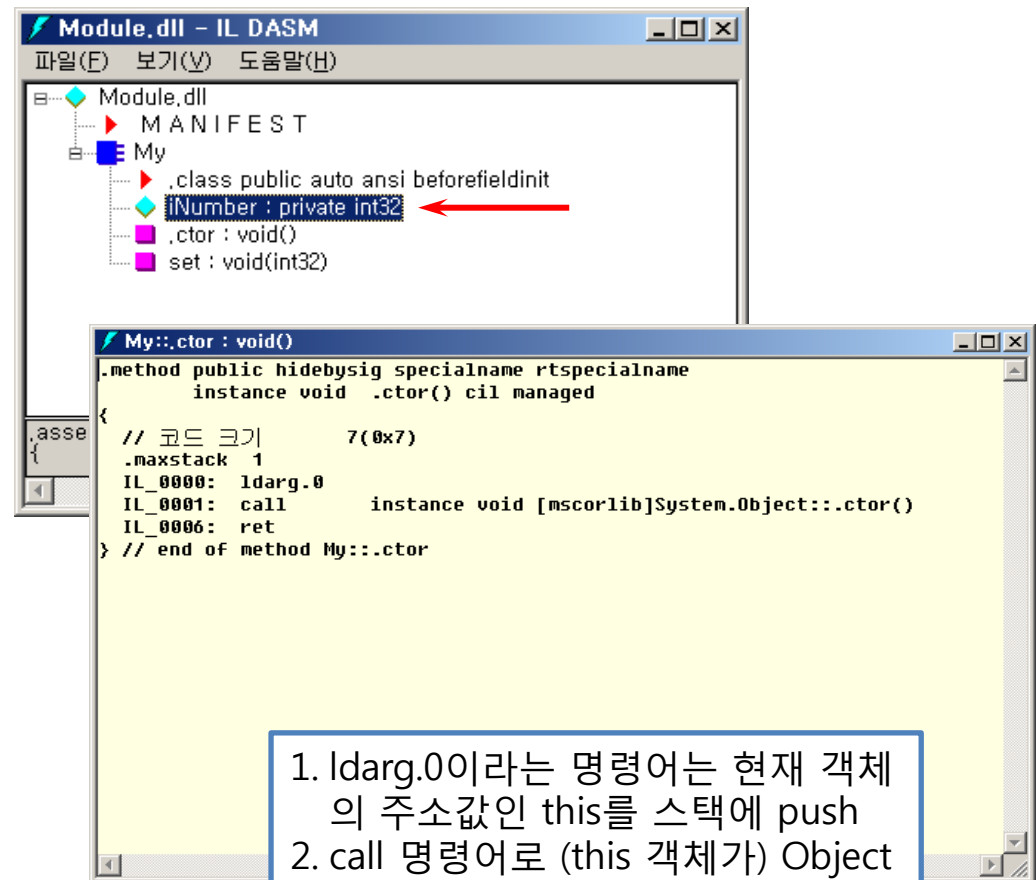 Module.dll - IL DASM
파일(F) 보기(V) 도움말(H)
Module.dll
M A N I F E S T
My
.class public auto ansi beforefieldinit
iNumber : private int32
.ctor : void()
set : void(int32)
.asse
{
My::.ctor : void()
.method public hidebysig specialname rtspecialname
instance void .ctor() cil managed
{
// 코드 크기 7(0x7)
.maxstack 1
IL_0000: ldarg.0
IL_0001: call instance void [mscorlib]System.Object::.ctor()
IL_0006: ret
} // end of method My::.ctor
1. ldarg.0이라는 명령어는 현재 객체
의 주소값인 this를 스택에 push
2. call 명령어로 (this 객체가) Object